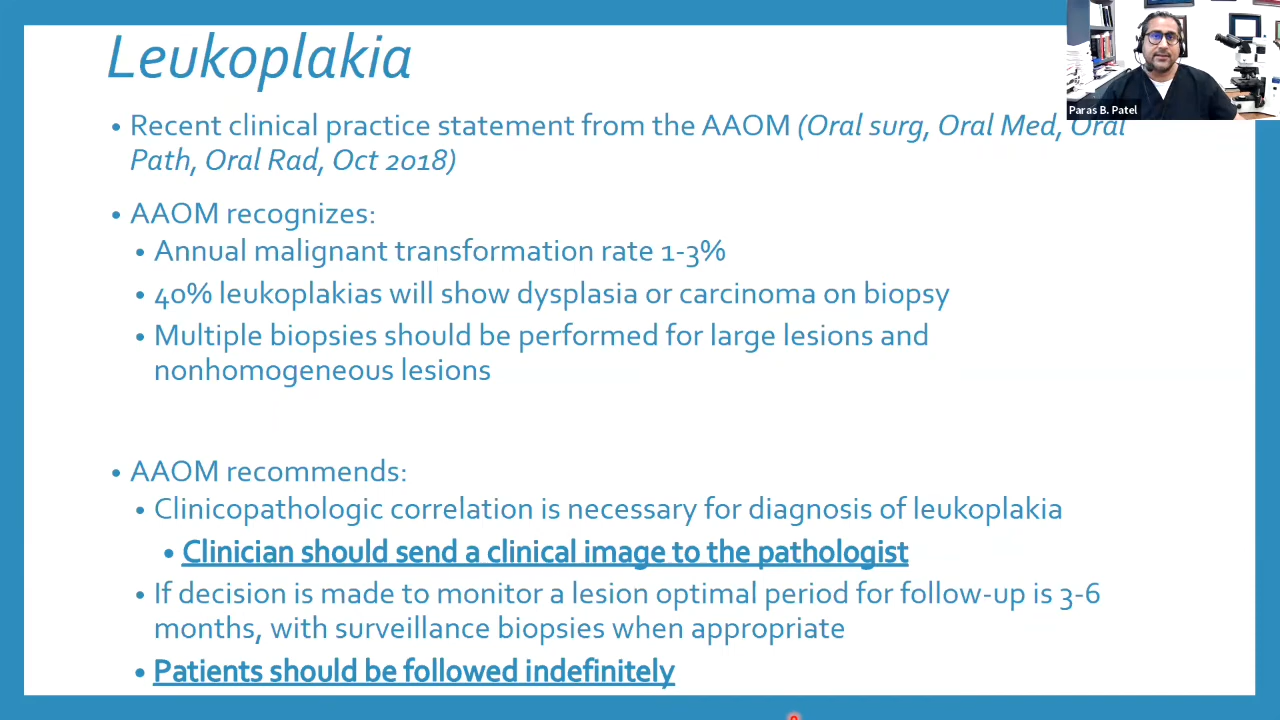 Leukoplakia
Paras B. Patel
• Recent clinical practice statement from the AAOM (Oral surg, Oral Med, Oral
Path, Oral Rad, Oct 2018)
• AAOM recognizes:
• Annual malignant transformation rate 1-3%
• 40% leukoplakias will show dysplasia or carcinoma on biopsy
• Multiple biopsies should be performed for large lesions and
nonhomogeneous lesions
• AAOM recommends:
• Clinicopathologic correlation is necessary for diagnosis of leukoplakia
• Clinician should send a clinical image to the pathologist
• If decision is made to monitor a lesion optimal period for follow-up is 3-6
months, with surveillance biopsies when appropriate
• Patients should be followed indefinitely